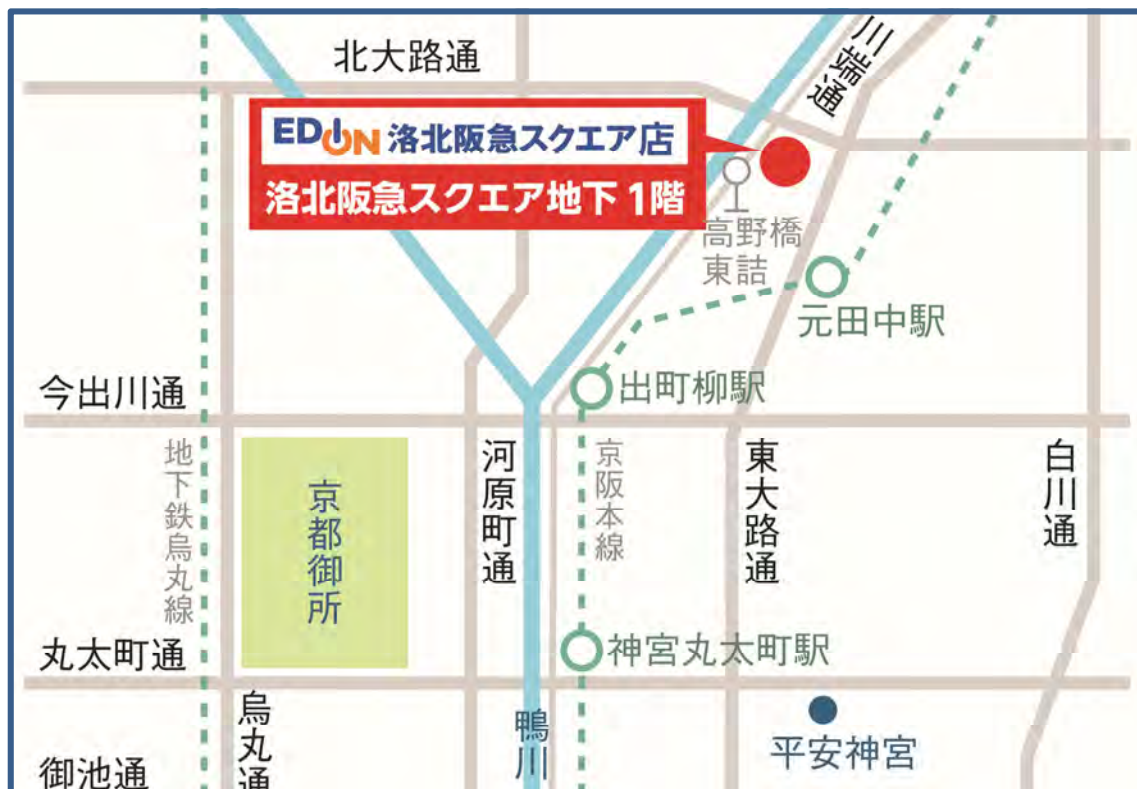 北大路通
川端通
EDION 洛北阪急スクエア店
洛北阪急スクエア地下1階
高野橋
東詰
元田中駅
出町柳駅
今出川通
地下鉄烏丸線
京都御所
河原町通
京阪本線
東大路通
白川通
神宮丸太町駅
丸太町通
烏丸通
鴨川
平安神宮
御池通